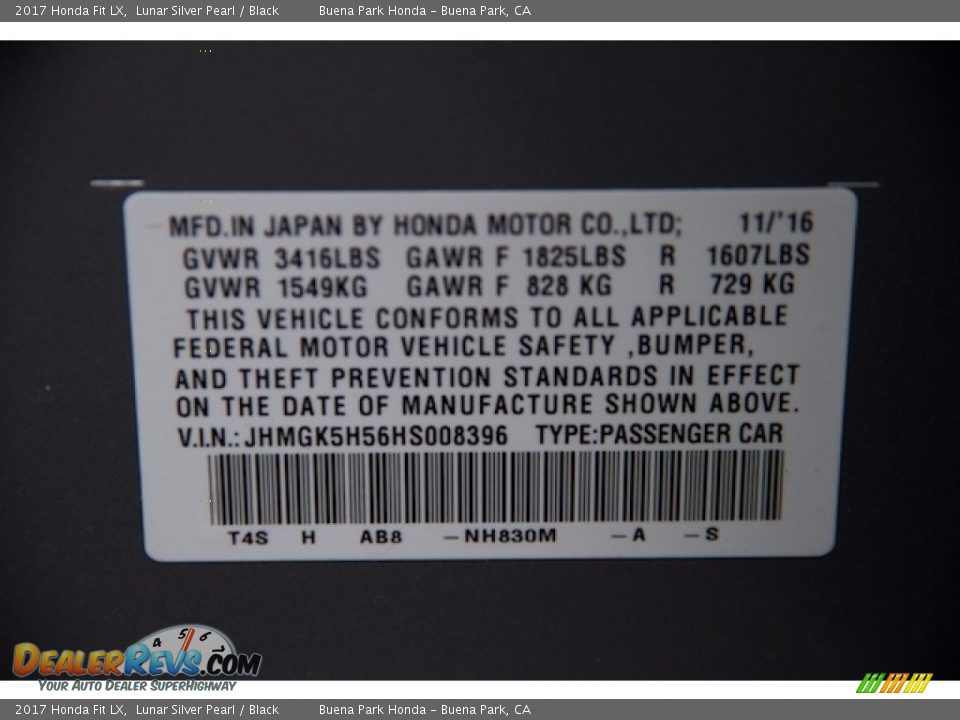 2017 Honda Fit LX, Lunar Silver Pearl / Black Buena Park Honda - Buena Park, CA
MFD.IN JAPAN BY HONDA MOTOR CO.,LTD; 11/'16
GVWR 3416LBS GAWR F 1825LBS R 1607LBS
GVWR 1549KG GAWR F 828 KG R 729 KG
THIS VEHICLE CONFORMS TO ALL APPLICABLE
FEDERAL MOTOR VEHICLE SAFETY ,BUMPER,
AND THEFT PREVENTION STANDARDS IN EFFECT
ON THE DATE OF MANUFACTURE SHOWN ABOVE.
V.I.N.:JHMGK5H56HS008396 TYPE:PASSENGER CAR
T4S H AB8 -NH830M -A -S
4 5 6 7
DEALERREVS.COM
YOUR AUTO DEALER SUPERHIGHWAY
2017 Honda Fit LX, Lunar Silver Pearl / Black Buena Park Honda - Buena Park, CA